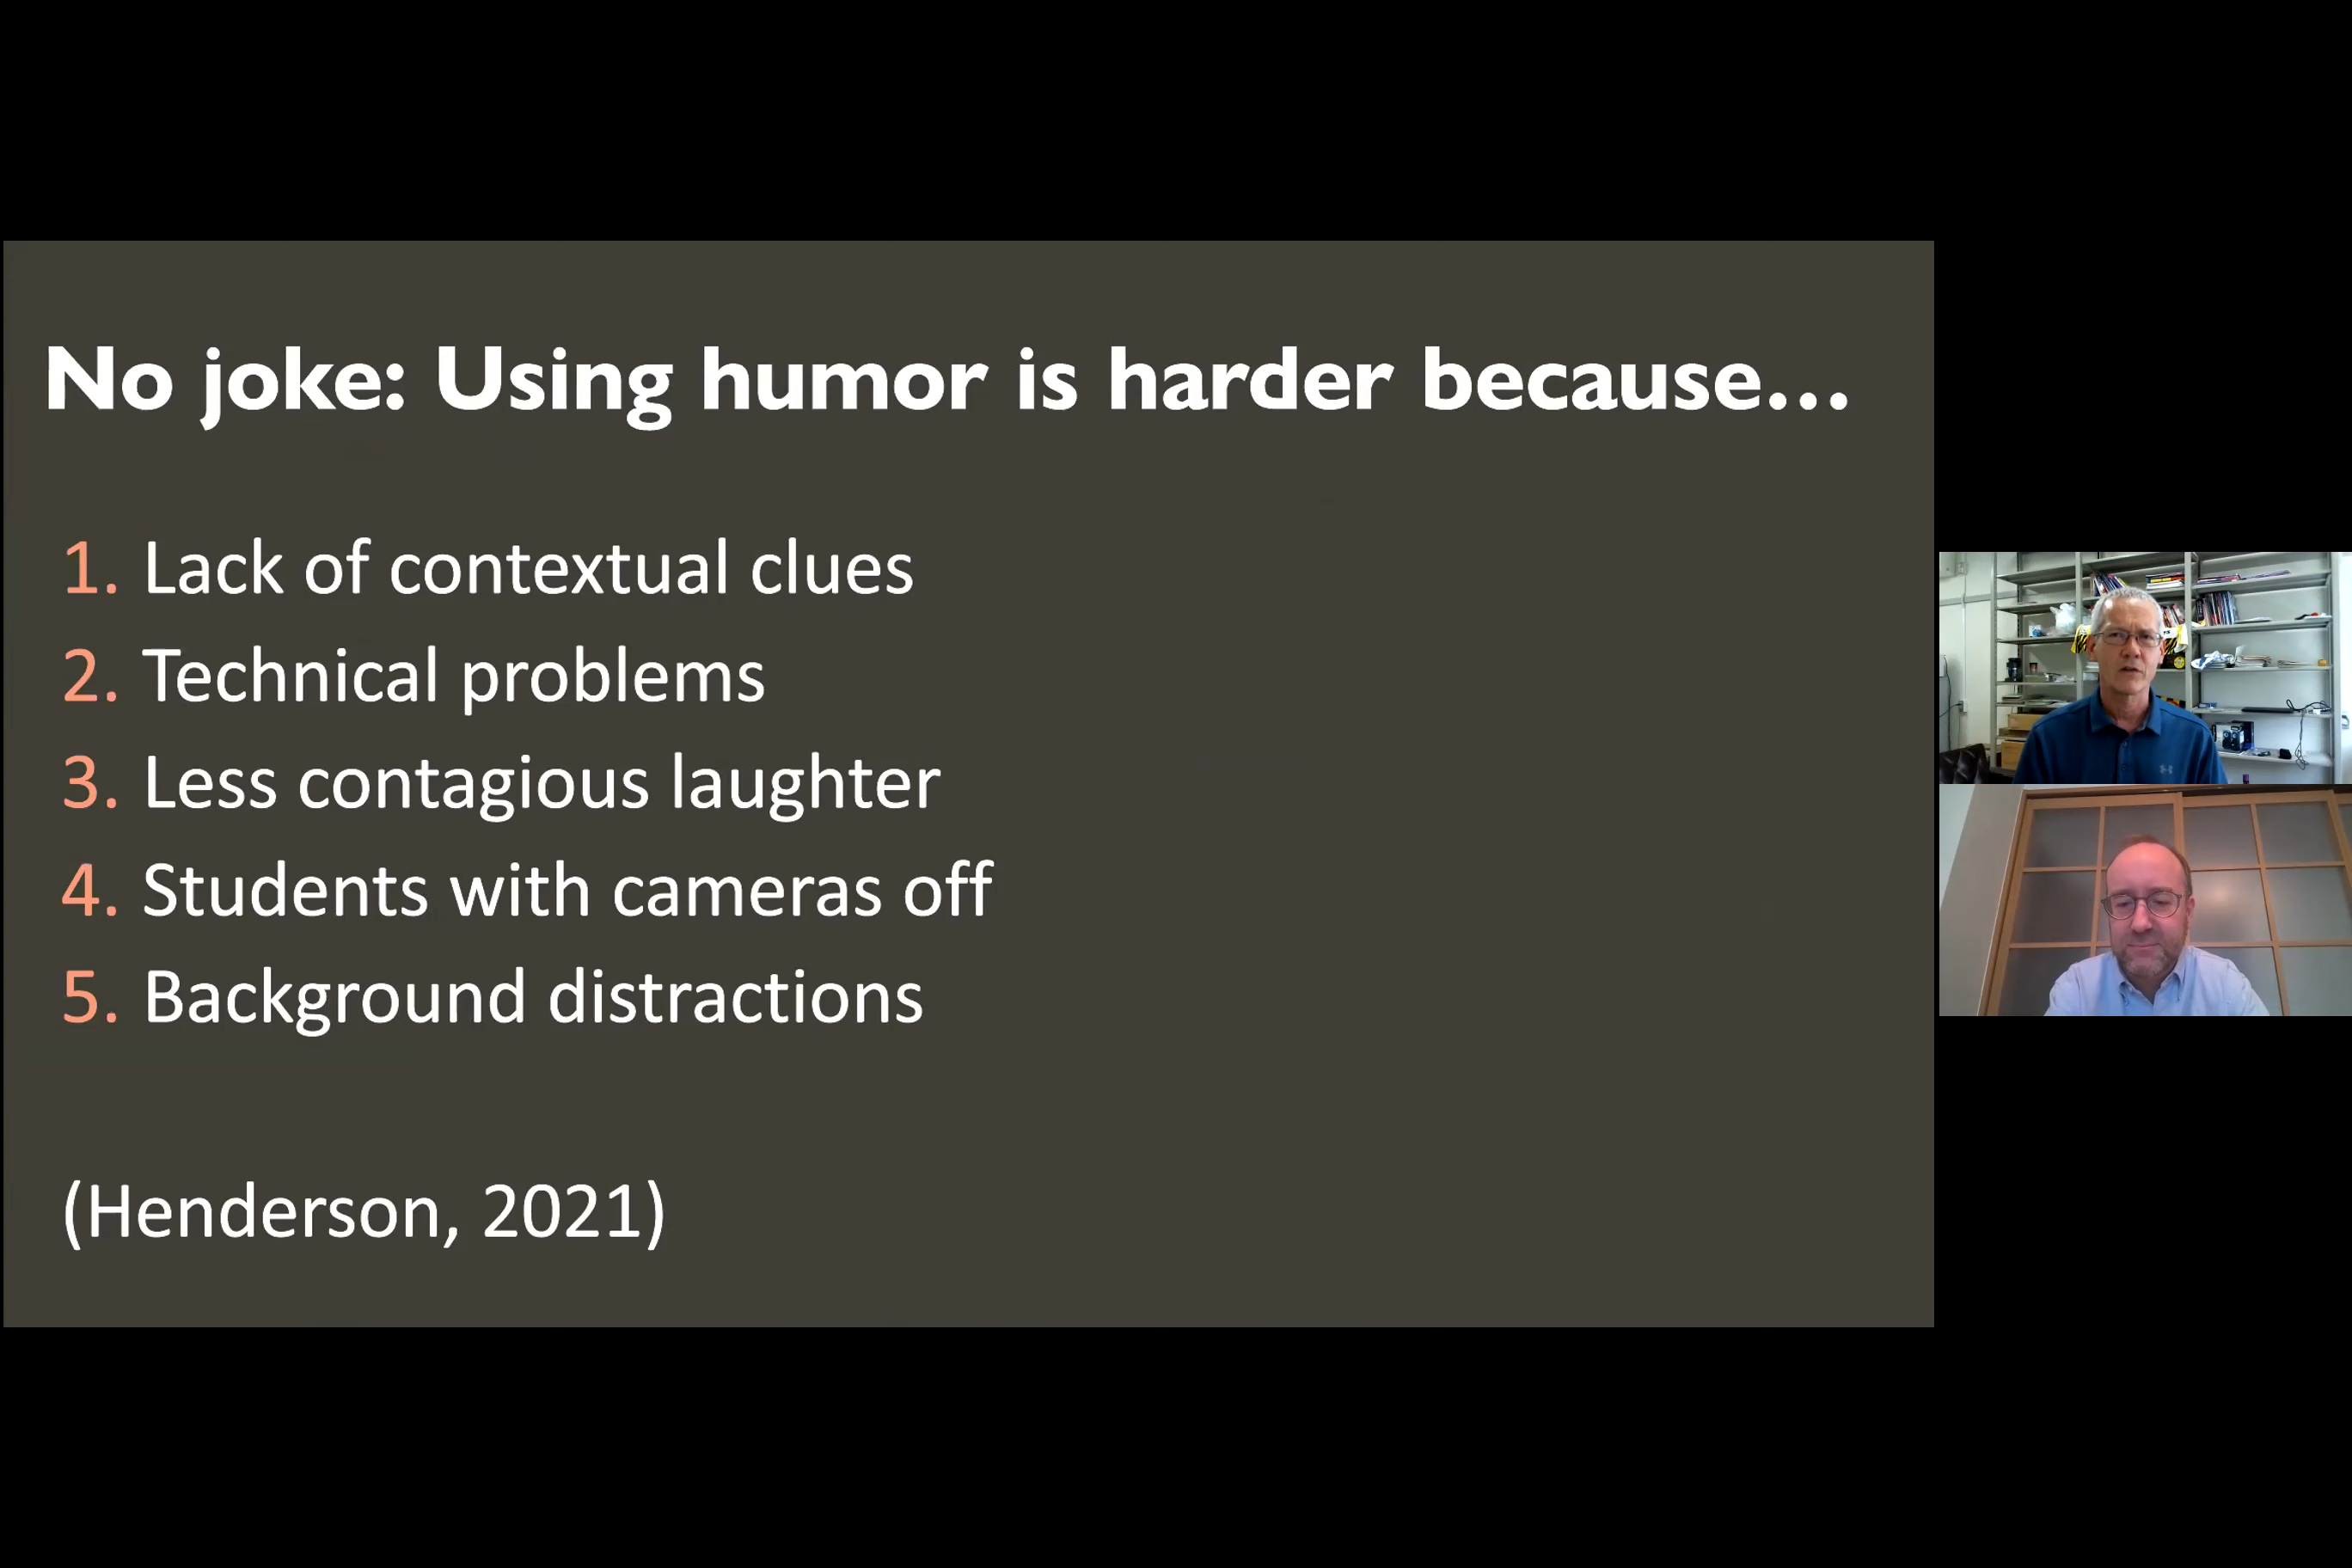 No joke: Using humor is harder because...
1. Lack of contextual clues
2. Technical problems
3. Less contagious laughter
4. Students with cameras off
5. Background distractions
(Henderson, 2021)